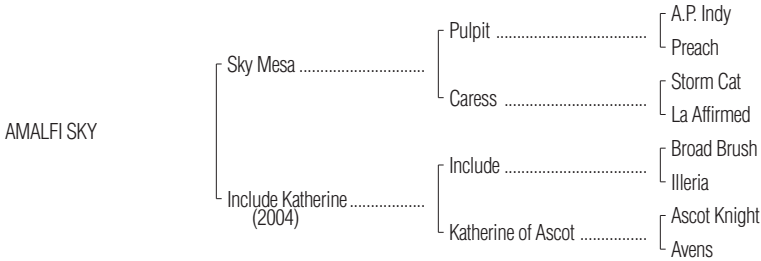 A.P. Indy
Pulpit ..........................................
Preach
Sky Mesa ...................................
Storm Cat
Caress ........................................
La Affirmed
AMALFI SKY
Broad Brush
Include ........................................
Illeria
Include Katherine.....................
(2004)
Ascot Knight
Katherine of Ascot ...................
Avens